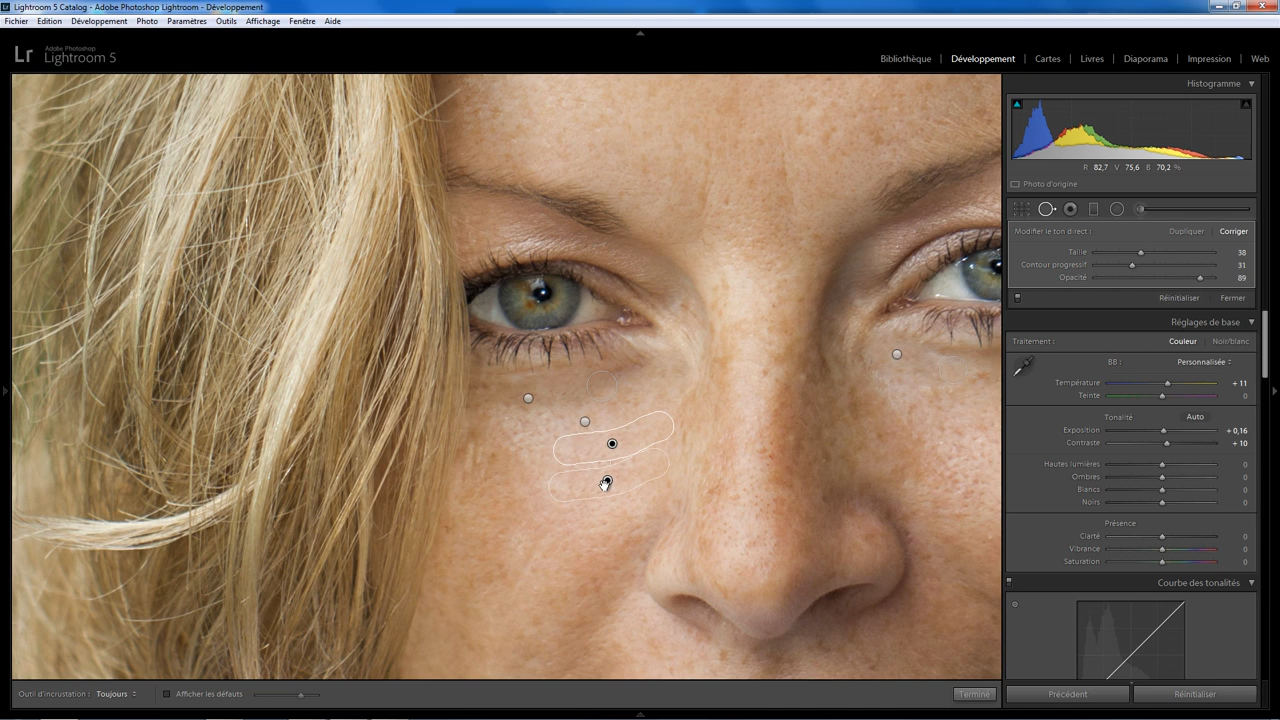 Lightroom 5 Catalog - Adobe Photoshop Lightroom - Développement
Fichier Edition Développement Photo Paramètres Outils Affichage Fenêtre Aide
Lr Adobe Photoshop
Lightroom 5
Bibliothèque | Développement | Cartes | Livres | Diaporama | Impression | Web
Histogramme
R 82,7 V 75,6 B 70,2 %
Photo d'origine
Modifier le ton direct : Dupliquer Corriger
Taille 38
Contour progressif 31
Opacité 89
Réinitialiser Fermer
Réglages de base
Traitement : Couleur | Noir/blanc
BB : Personnalisée
Température + 11
Teinte 0
Tonalité Auto
Exposition + 0,16
Contraste + 10
Hautes lumières 0
Ombres 0
Blancs 0
Noirs 0
Présence
Clarté 0
Vibrance 0
Saturation 0
Courbe des tonalités
Outil d'incrustation : Toujours Afficher les défauts Terminé
Précédent Réinitialiser